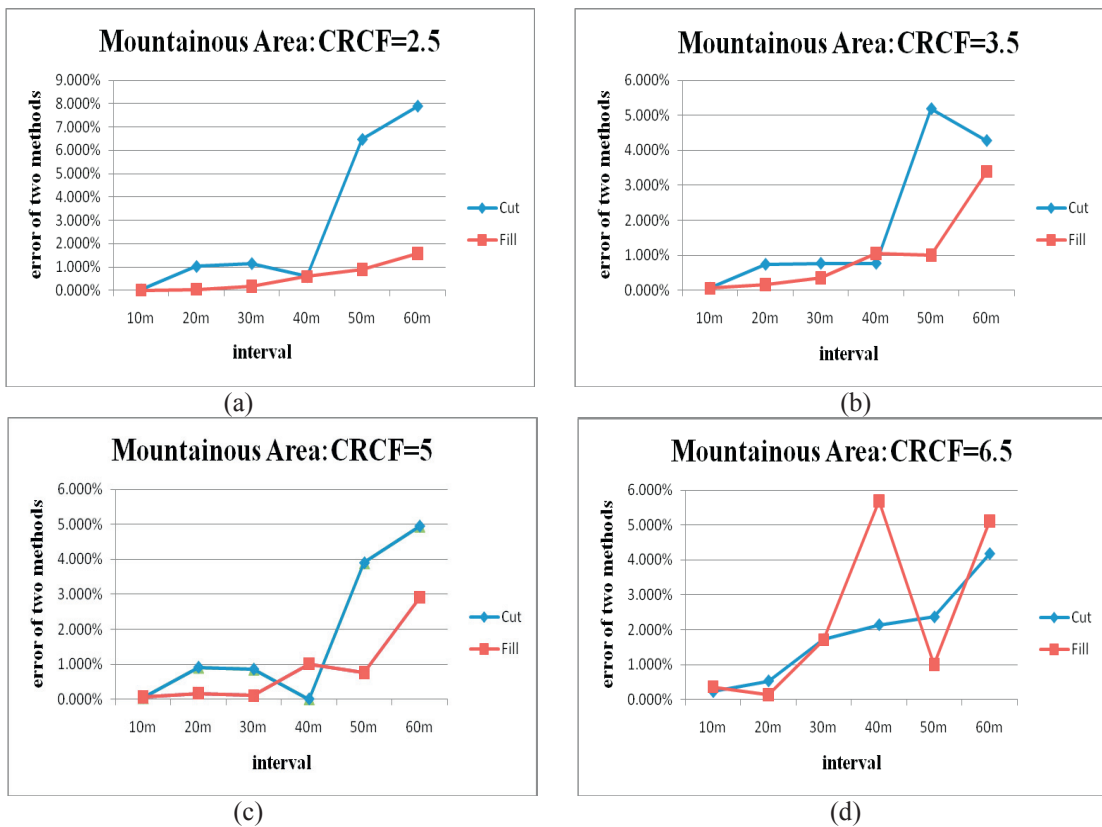 Mountainous Area:CRCF=2.5
error of two methods
9.000%
8.000%
7.000%
6.000%
5.000%
4.000%
3.000%
2.000%
1.000%
0.000%
10m 20m 30m 40m 50m 60m
interval
Cut
Fill
(a)
Mountainous Area:CRCF=3.5
error of two methods
6.000%
5.000%
4.000%
3.000%
2.000%
1.000%
0.000%
10m 20m 30m 40m 50m 60m
interval
Cut
Fill
(b)
Mountainous Area:CRCF=5
error of two methods
6.000%
5.000%
4.000%
3.000%
2.000%
1.000%
0.000%
10m 20m 30m 40m 50m 60m
interval
Cut
Fill
(c)
Mountainous Area:CRCF=6.5
error of two methods
6.000%
5.000%
4.000%
3.000%
2.000%
1.000%
0.000%
10m 20m 30m 40m 50m 60m
interval
Cut
Fill
(d)